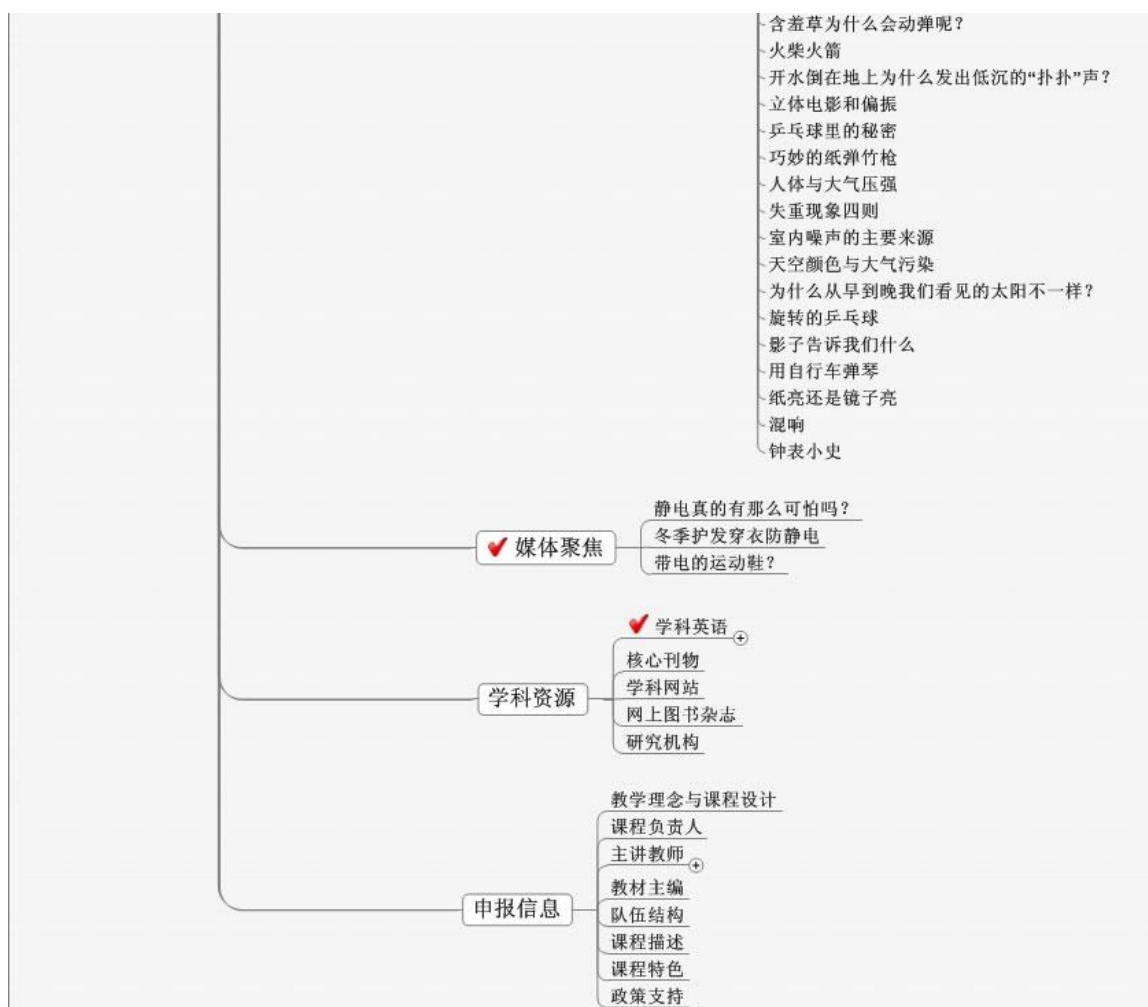 含羞草为什么会动弹呢？
火柴火箭
开水倒在地上为什么发出低沉的“扑扑”声？
立体电影和偏振
乒乓球里的秘密
巧妙的纸弹竹枪
人体与大气压强
失重现象四则
室内噪声的主要来源
天空颜色与大气污染
为什么从早到晚我们看见的太阳不一样？
旋转的乒乓球
影子告诉我们什么
用自行车弹琴
纸亮还是镜子亮
混响
钟表小史
媒体聚焦
静电真的有那么可怕吗？
冬季护发穿衣防静电
带电的运动鞋？
学科资源
学科英语
核心刊物
学科网站
网上图书杂志
研究机构
申报信息
教学理念与课程设计
课程负责人
主讲教师
教材主编
队伍结构
课程描述
课程特色
政策支持